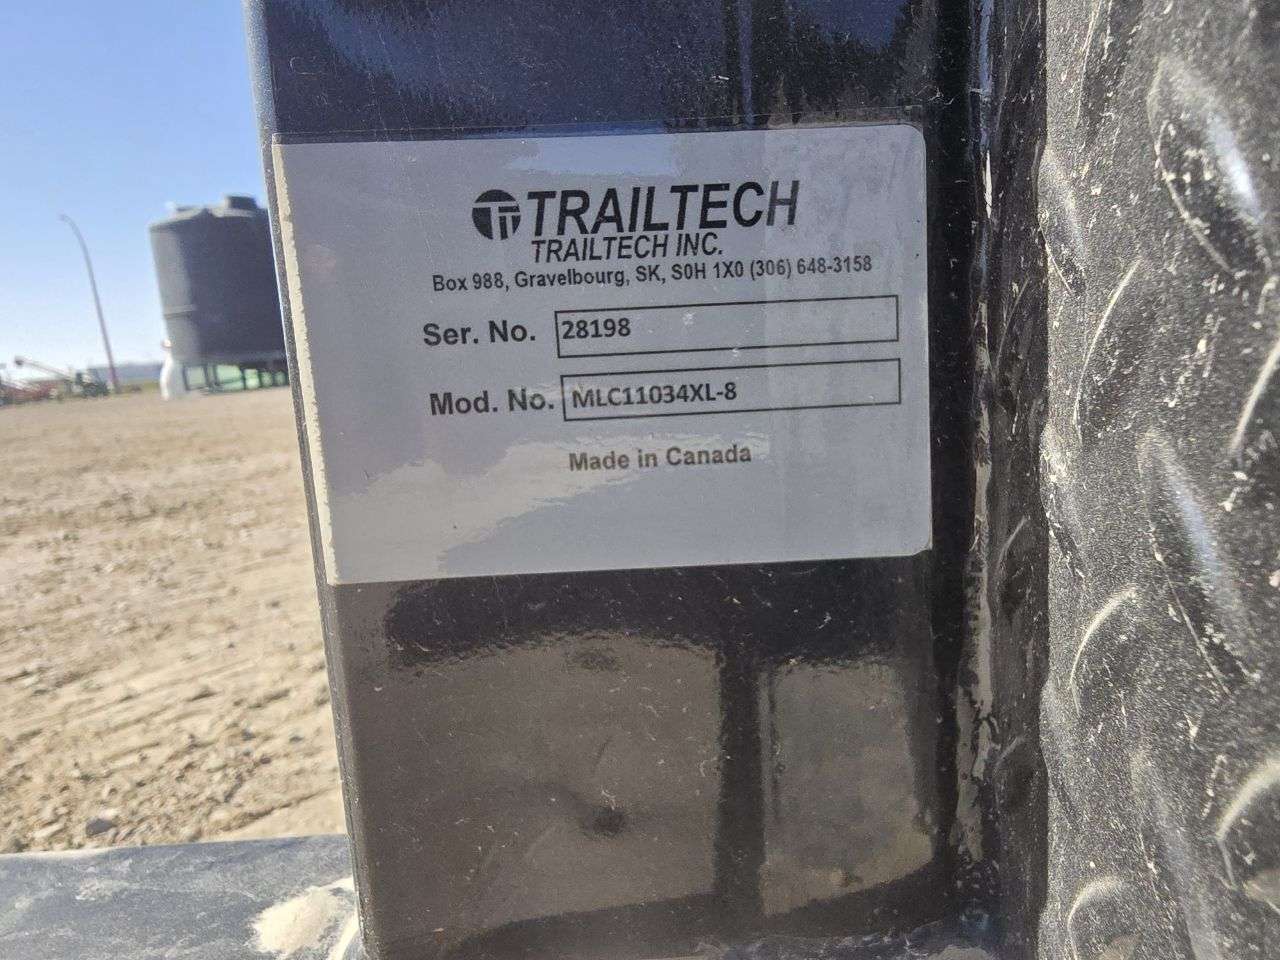 TRAILTECH
TRAILTECH INC.
Box 988, Gravelbourg, SK, S0H 1X0 (306) 648-3158
Ser. No. 28198
Mod. No. MLC11034XL-8
Made in Canada